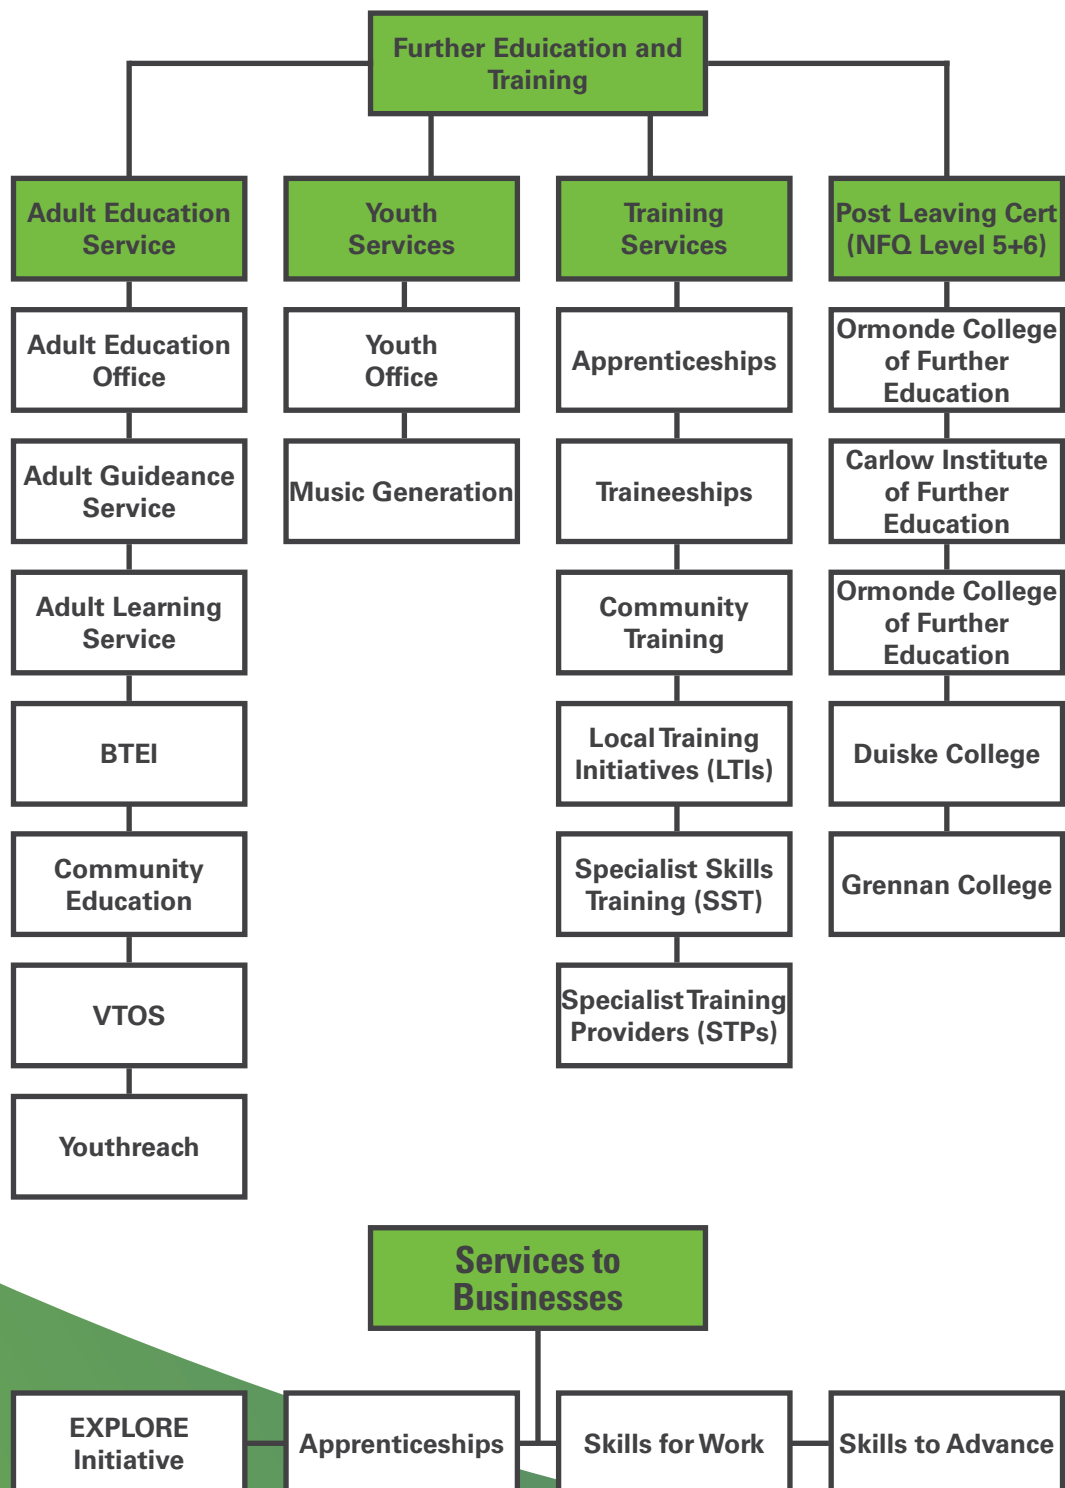 Further Eduication and
Training
Adult Education
Service
Youth
Services
Training
Services
Post Leaving Cert
(NFQ Level 5+6)
Adult Education
Office
Youth
Office
Apprenticeships
Ormonde College
of Further
Education
Adult Guideance
Service
Music Generation
Traineeships
Carlow Institute
of Further
Education
Adult Learning
Service
Community
Training
Ormonde College
of Further
Education
BTEI
Local Training
Initiatives (LTIs)
Duiske College
Community
Education
Specialist Skills
Training (SST)
Grennan College
VTOS
Specialist Training
Providers (STPs)
Youthreach
Services to
Businesses
EXPLORE
Initiative
Apprenticeships
Skills for Work
Skills to Advance